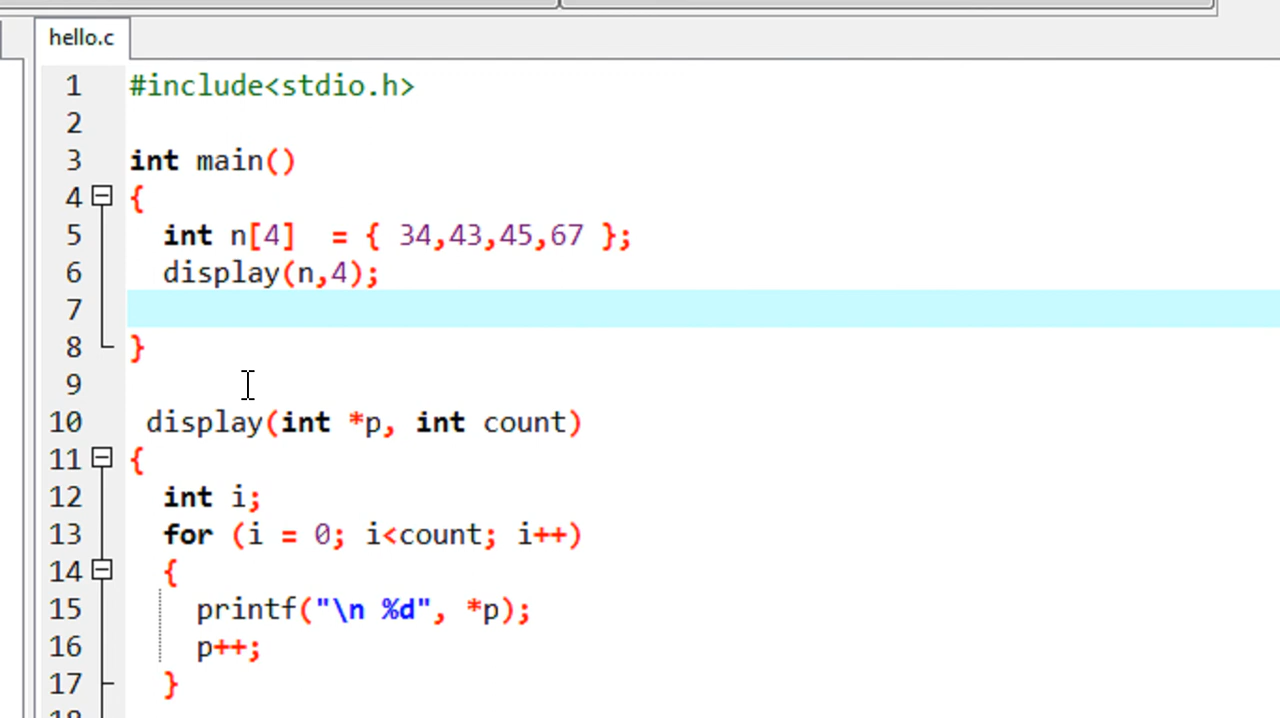 hello.c
1 #include<stdio.h>
2
3 int main()
4 {
5 int n[4]  = { 34,43,45,67 };
6 display(n,4);
7
8 }
9
10 display(int *p, int count)
11 {
12 int i;
13 for (i = 0; i<count; i++)
14 {
15 printf("\n %d", *p);
16 p++;
17 }
18